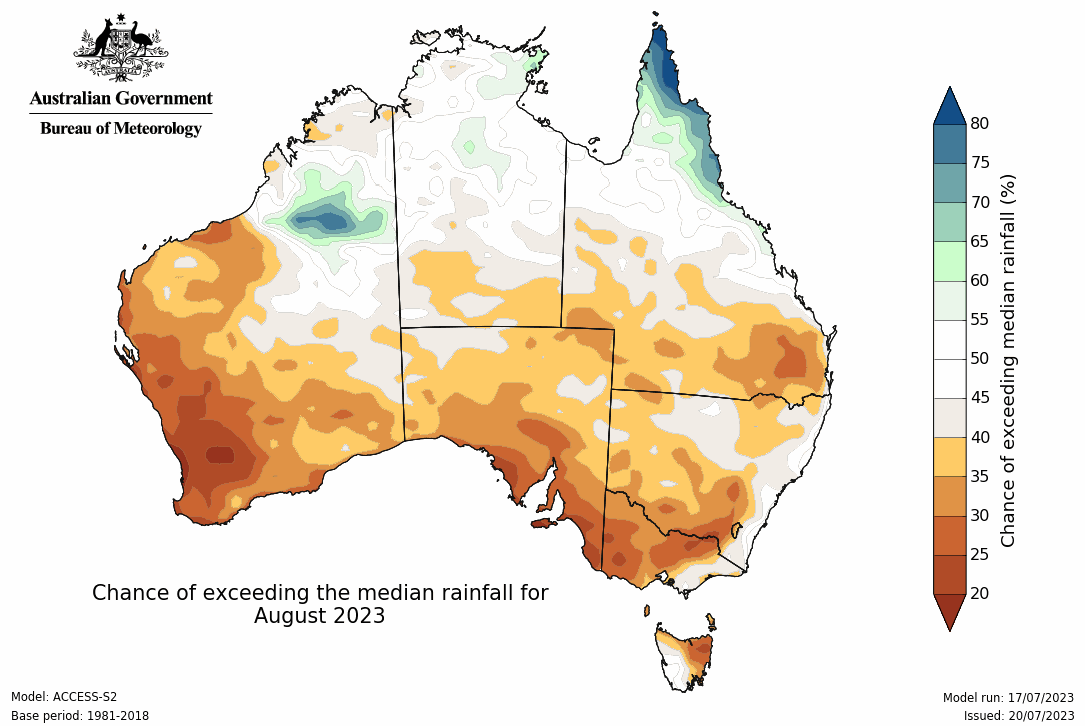 AUSTRALIA
Australian Government
Bureau of Meteorology
80
75
70
65
60
55
50
45
40
35
30
25
20
Chance of exceeding median rainfall (%)
Chance of exceeding the median rainfall for
August 2023
Model: ACCESS-S2
Base period: 1981-2018
Model run: 17/07/2023
Issued: 20/07/2023